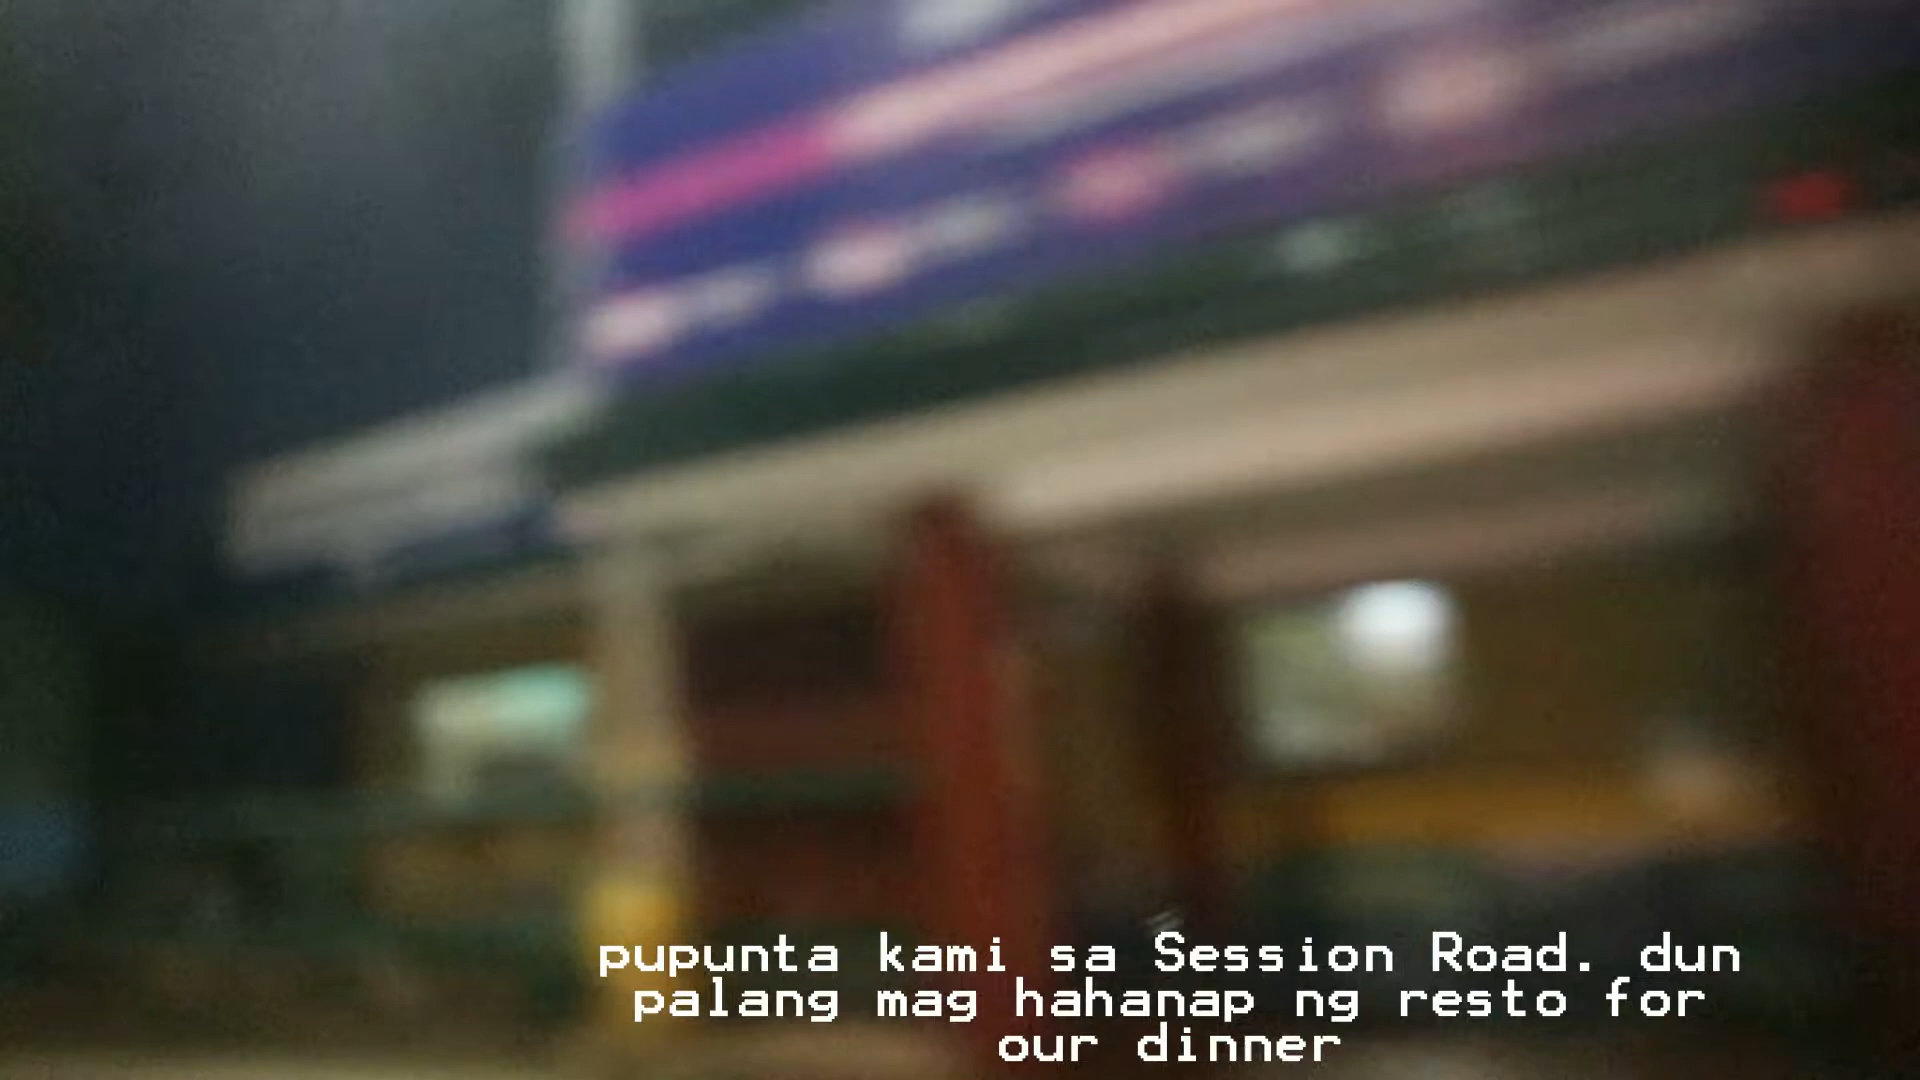 pupunta kami sa Session Road. dun
palang mag hahanap ng resto for
our dinner